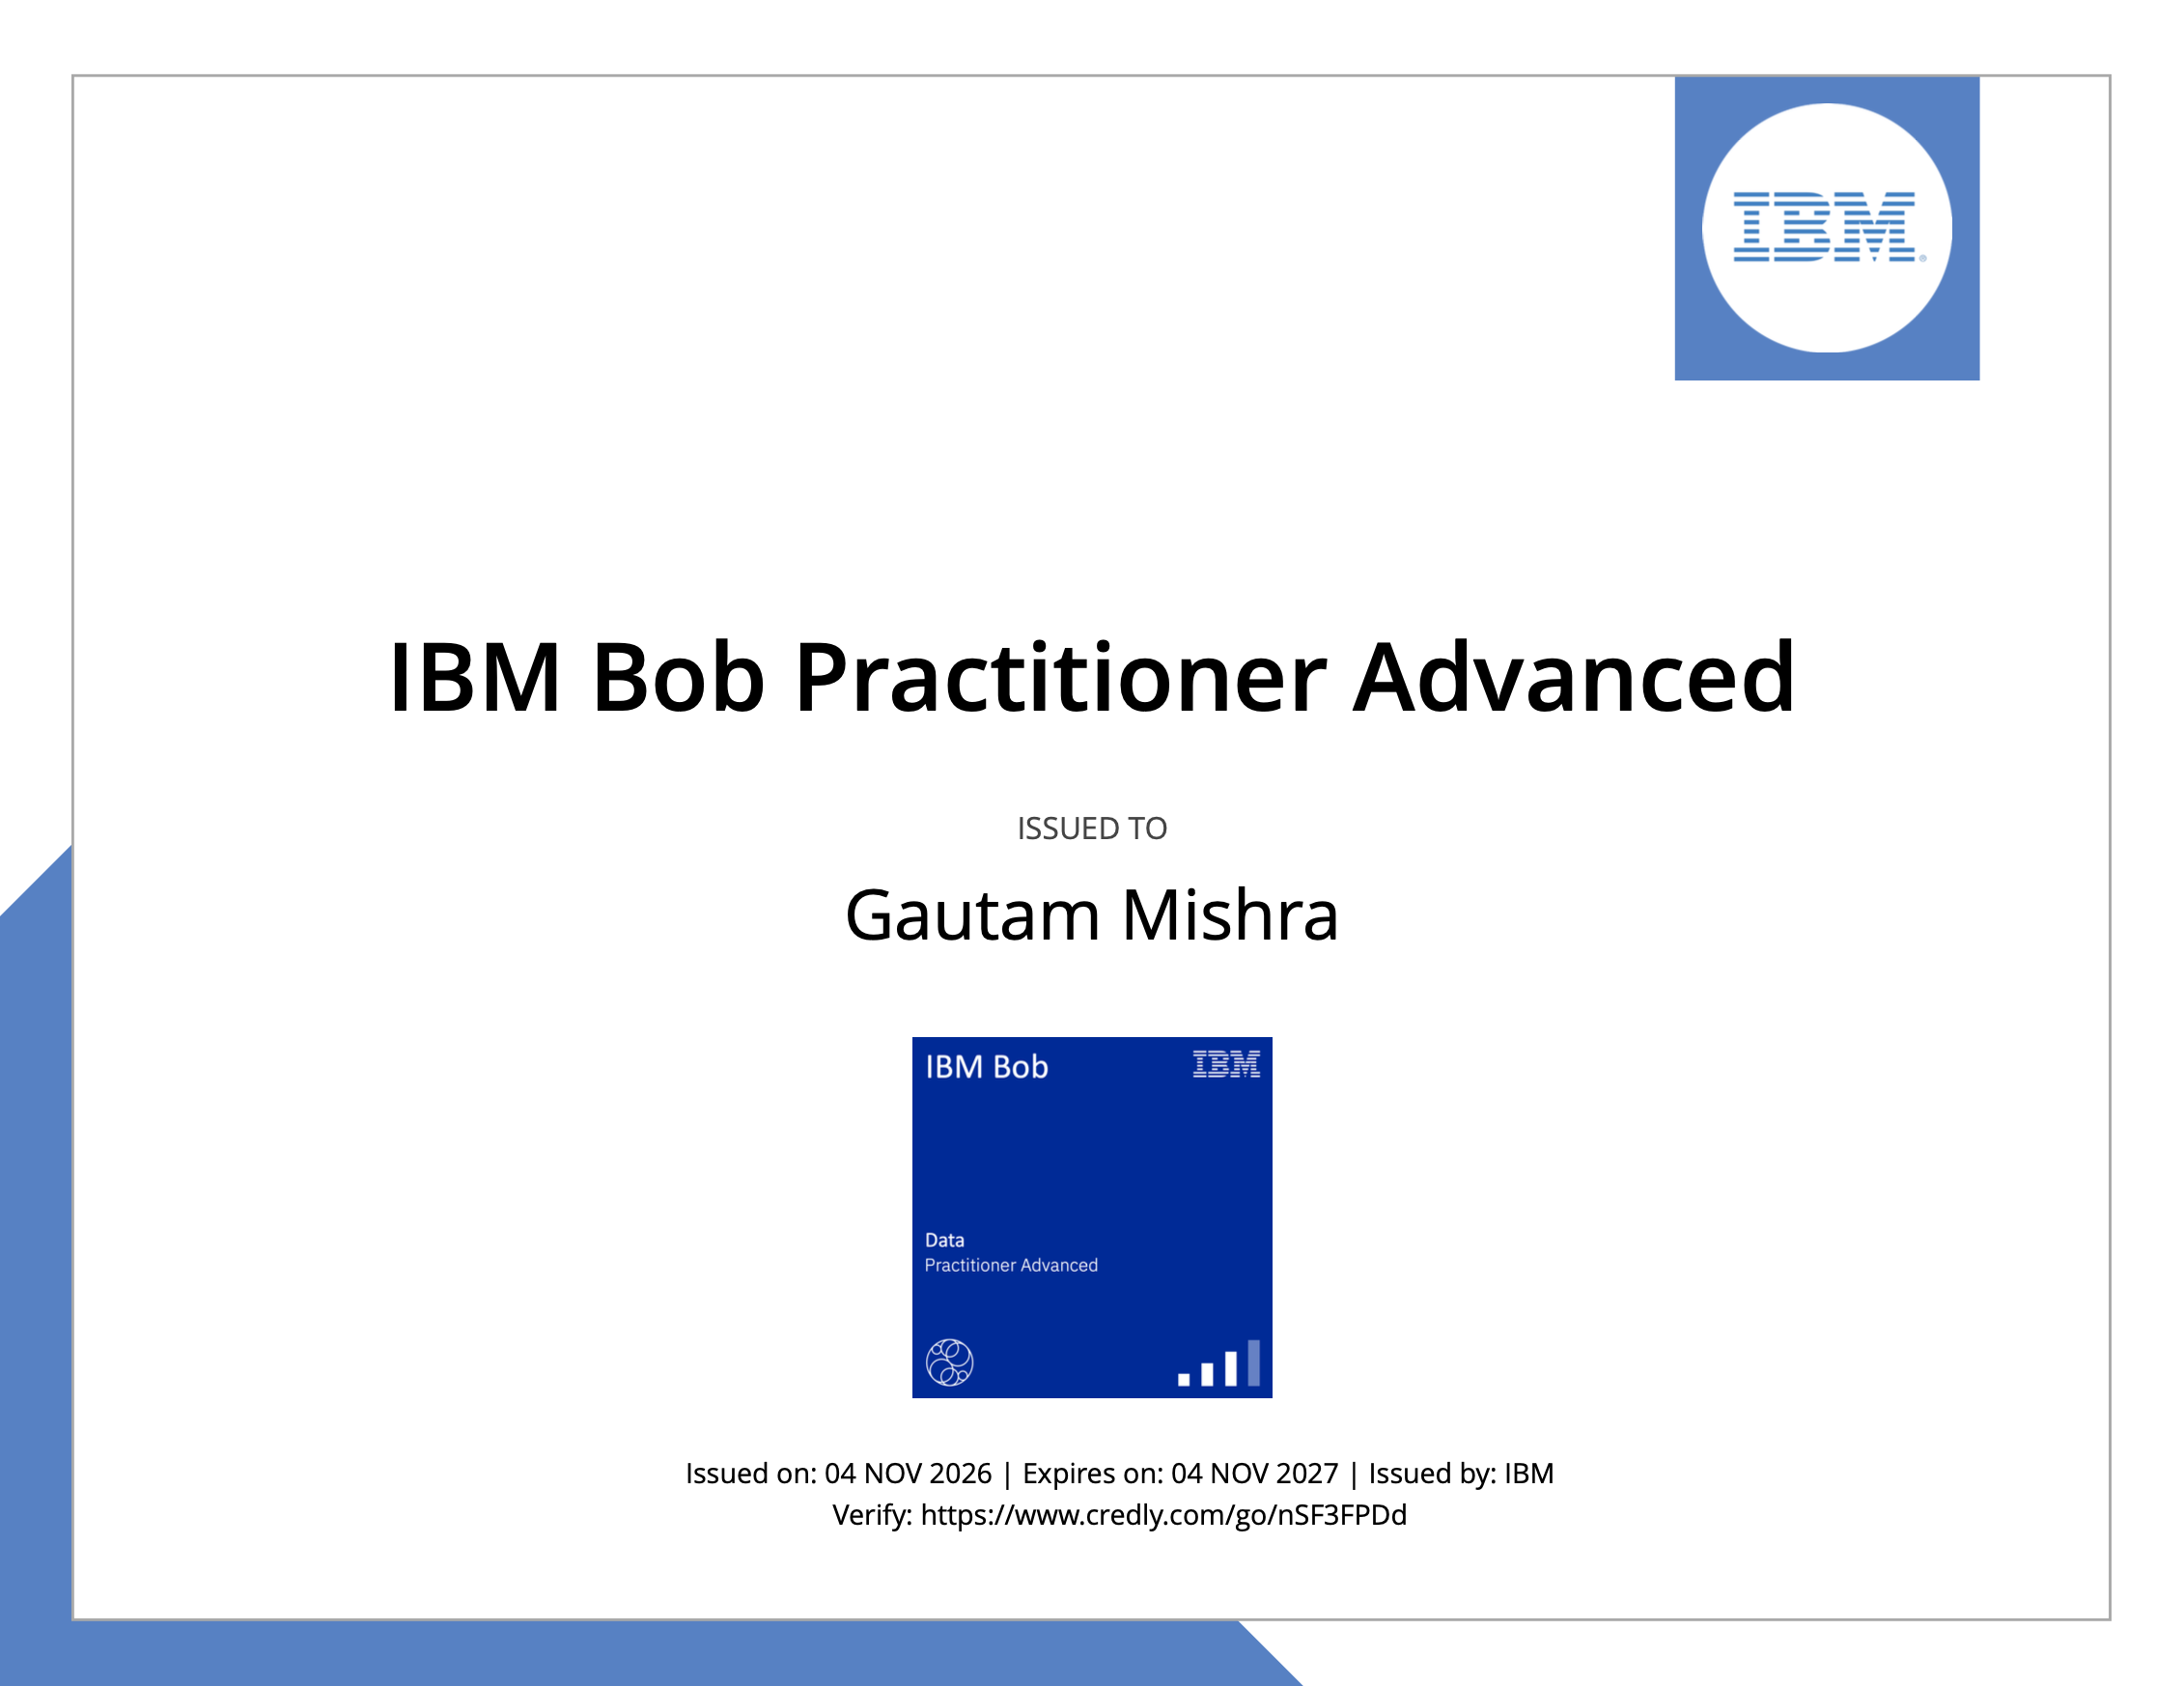 IBM®
IBM Bob Practitioner Advanced
ISSUED TO
Gautam Mishra
IBM Bob IBM
Data
Practitioner Advanced
Issued on: 04 NOV 2026 | Expires on: 04 NOV 2027 | Issued by: IBM
Verify: https://www.credly.com/go/nSF3FPDd